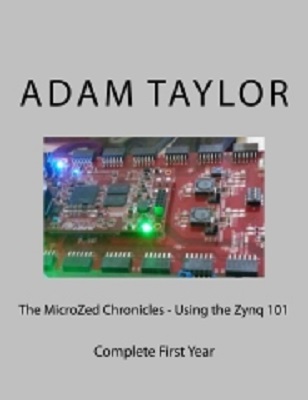 ADAM TAYLOR
The MicroZed Chronicles - Using the Zynq 101
Complete First Year